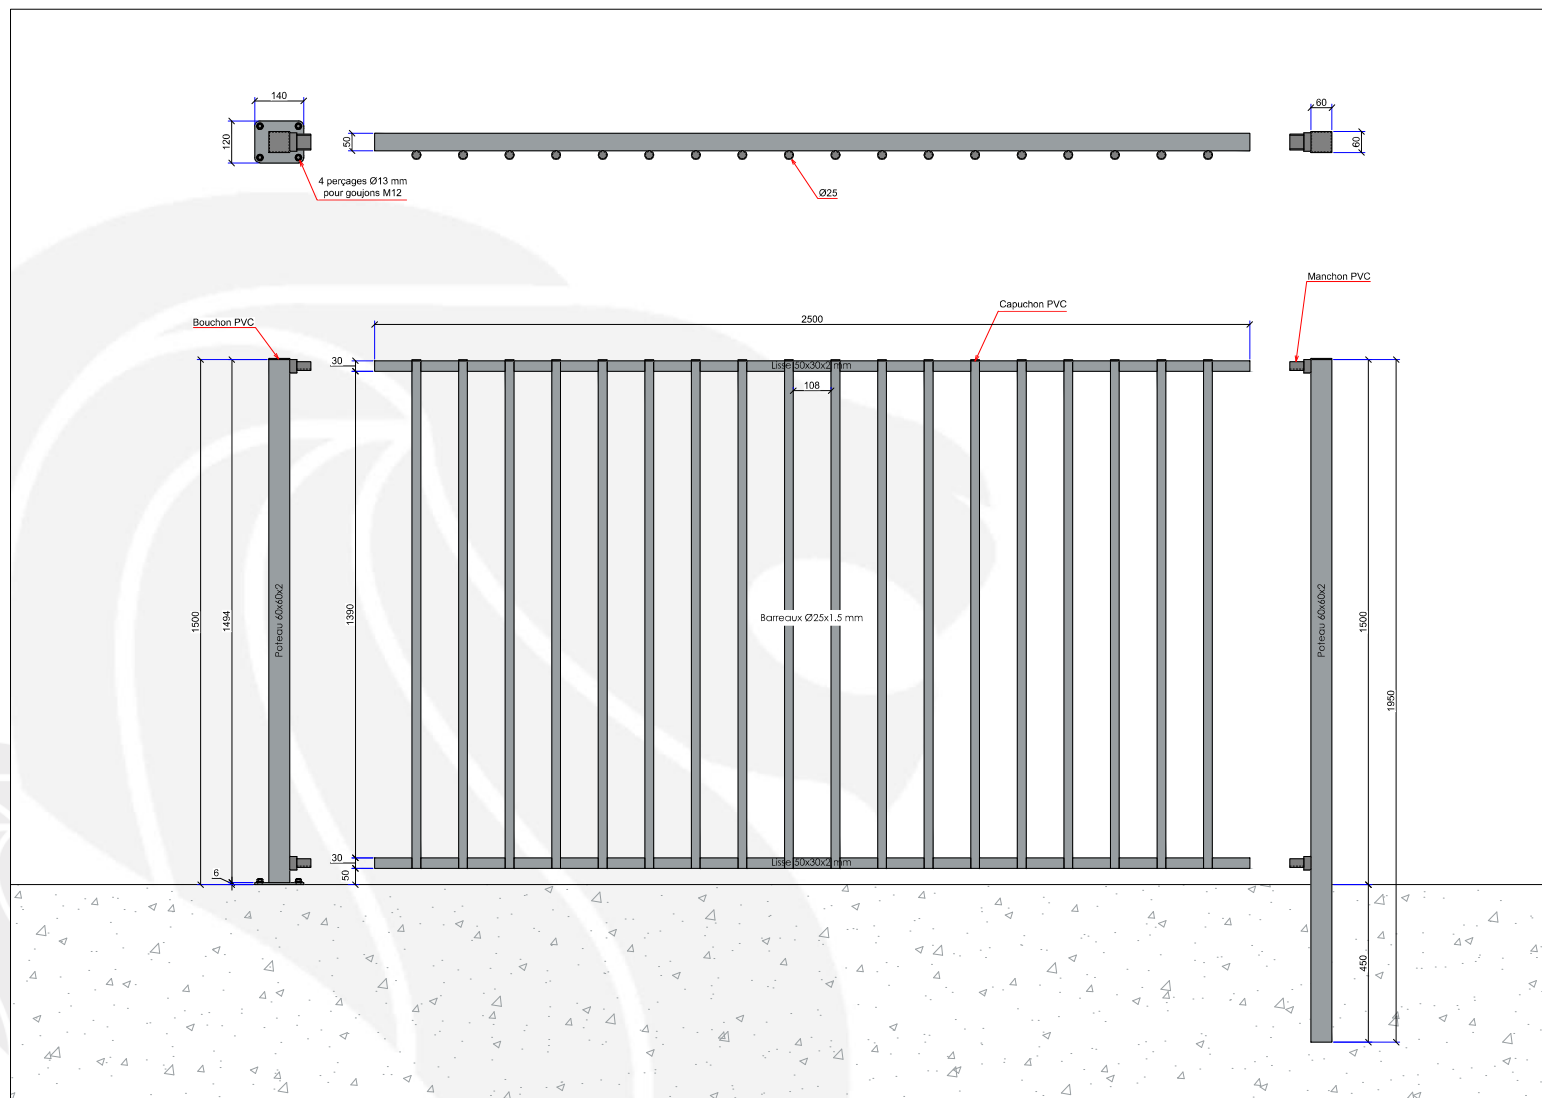 140
120
4 perçages Ø13 mm
pour goujons M12
50
Ø25
60
60
Manchon PVC
Capuchon PVC
Bouchon PVC
2500
30
Lisse 50x30x2 mm
108
1500
1494
Poteau 60x60x2
1390
Barreaux Ø25x1.5 mm
Poteau 60x60x2
1500
1950
30
Lisse 50x30x2 mm
6
50
450